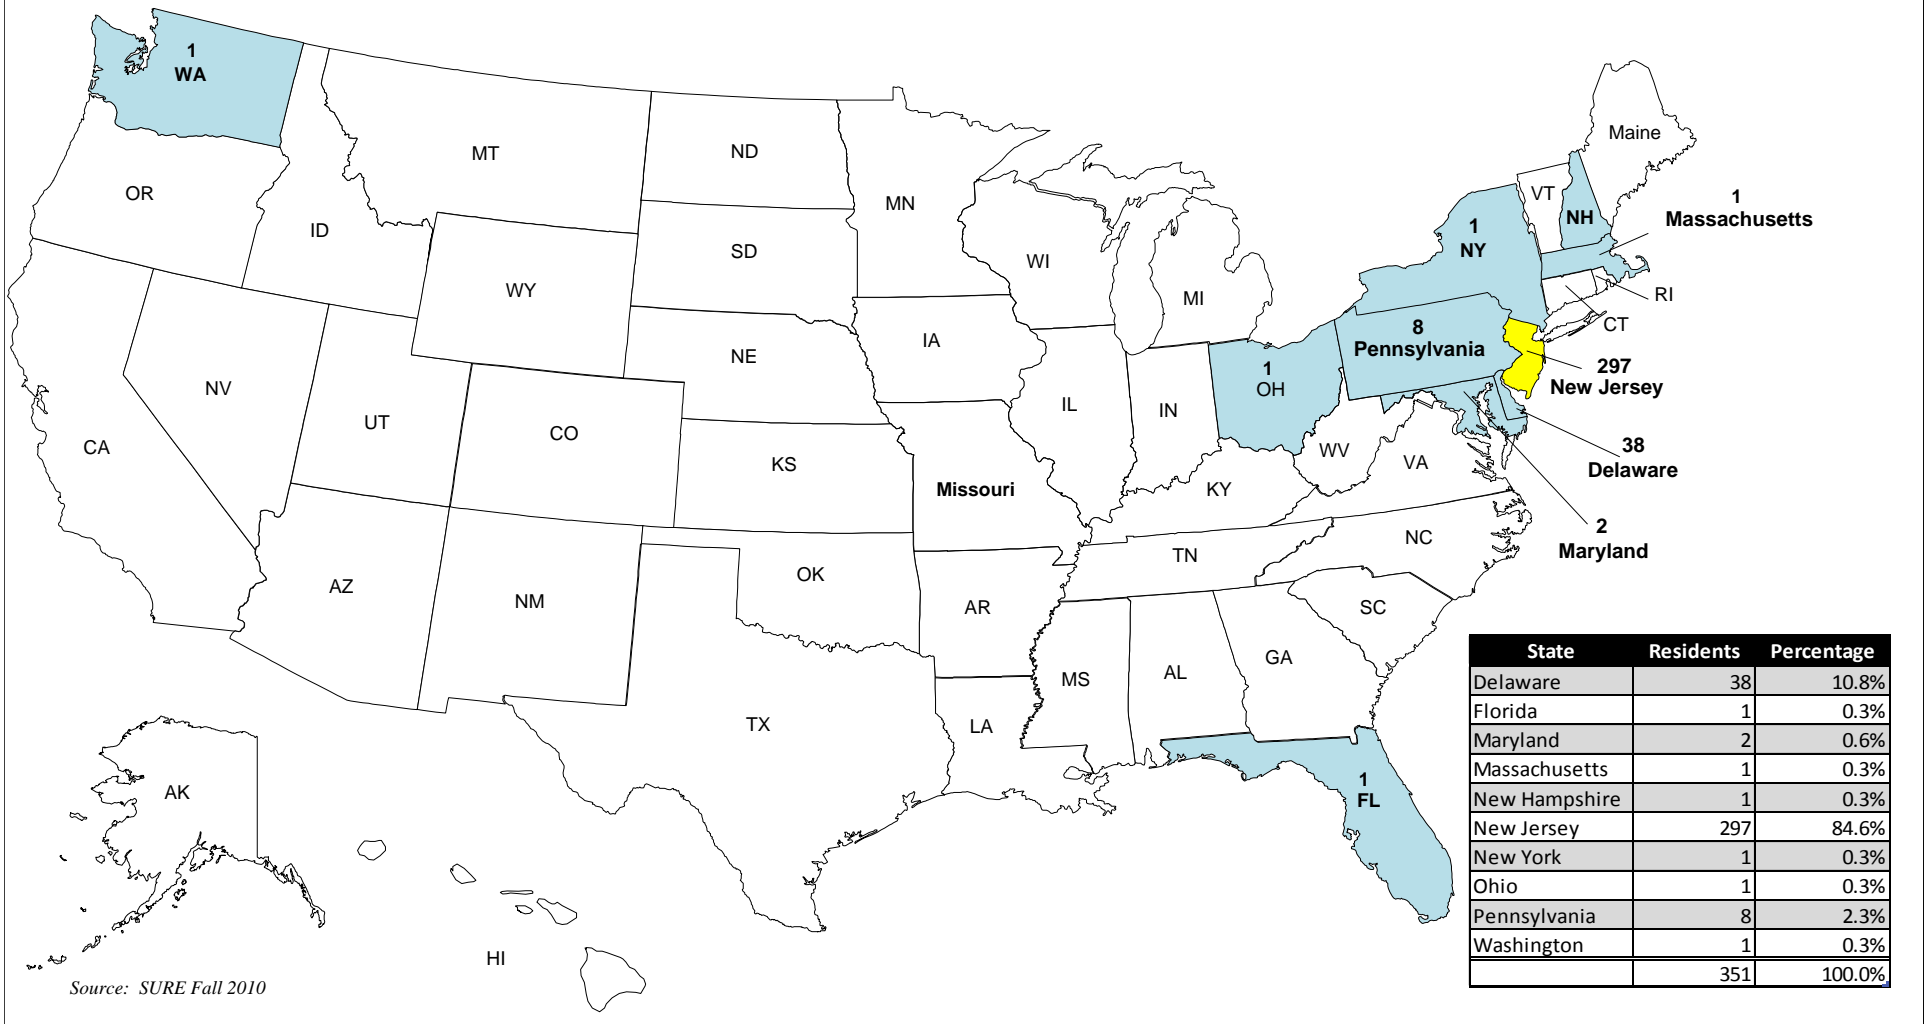 1
WA
OR
ID
MT
ND
MN
SD
WY
WI
MI
IA
NE
NV
UT
CO
CA
KS
Missouri
IL
IN
1
OH
KY
WV
VA
8
Pennsylvania
1
NY
VT
NH
Maine
1
Massachusetts
RI
CT
297
New Jersey
38
Delaware
2
Maryland
NC
TN
SC
GA
AL
MS
AR
LA
OK
TX
NM
AZ
AK
HI
1
FL
State Residents Percentage
Delaware 38 10.8%
Florida 1 0.3%
Maryland 2 0.6%
Massachusetts 1 0.3%
New Hampshire 1 0.3%
New Jersey 297 84.6%
New York 1 0.3%
Ohio 1 0.3%
Pennsylvania 8 2.3%
Washington 1 0.3%
351 100.0%
Source: SURE Fall 2010